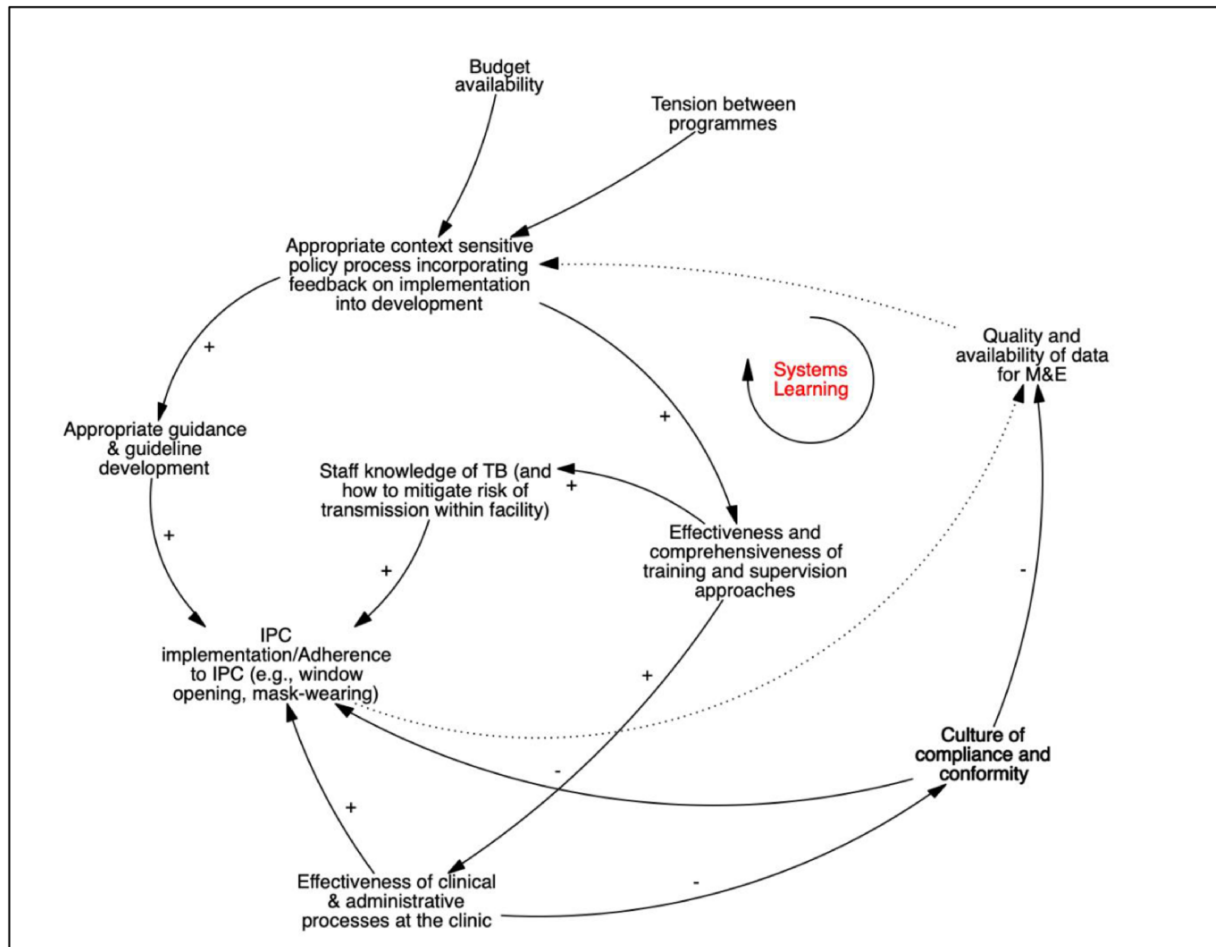 Budget
availability
Tension between
programmes
Appropriate context sensitive
policy process incorporating
feedback on implementation
into development
Quality and
availability of data
for M&E
Systems
Learning
+
+
Appropriate guidance
& guideline
development
Staff knowledge of TB (and
how to mitigate risk of
transmission within facility)
+
+
+
Effectiveness and
comprehensiveness of
training and supervision
approaches
-
IPC
implementation/Adherence
to IPC (e.g., window
opening, mask-wearing)
+
Culture of
compliance and
conformity
-
+
Effectiveness of clinical
& administrative
processes at the clinic
-